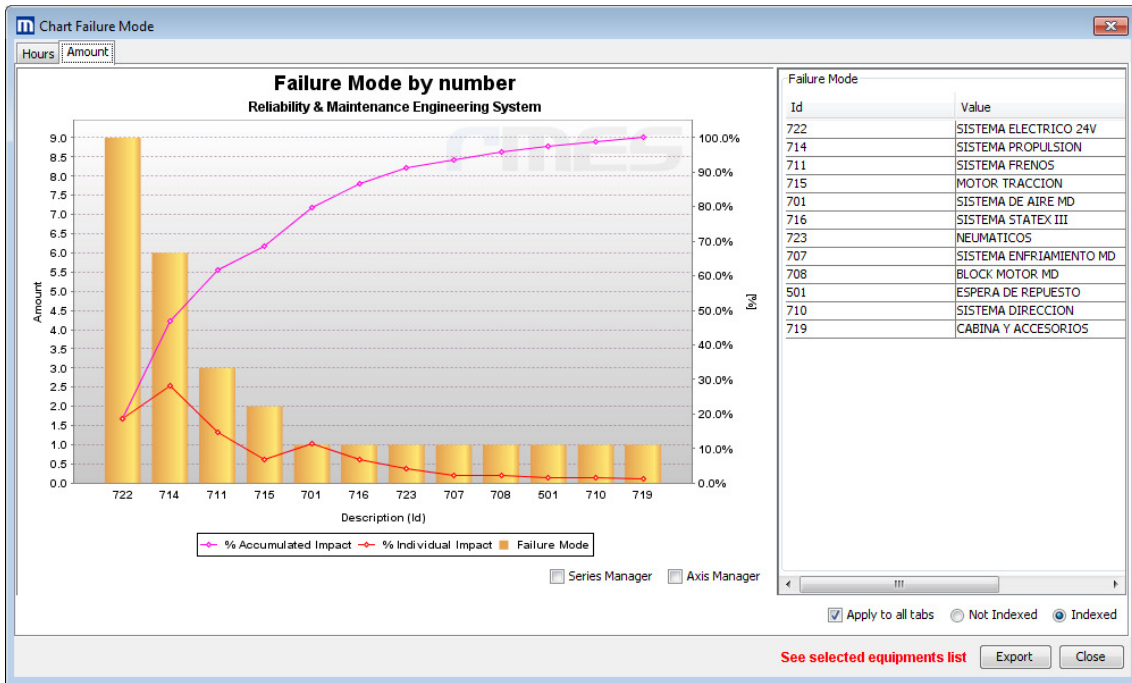 Chart Failure Mode
Hours Amount
Failure Mode by number
Reliability & Maintenance Engineering System
AMES
9.0
8.5
8.0
7.5
7.0
6.5
6.0
5.5
5.0
4.5
4.0
3.5
3.0
2.5
2.0
1.5
1.0
0.5
0.0
Amount
100.0%
90.0%
80.0%
70.0%
60.0%
50.0%
40.0%
30.0%
20.0%
10.0%
0.0%
[%]
722 714 711 715 701 716 723 707 708 501 710 719
Description (Id)
% Accumulated Impact % Individual Impact Failure Mode
Series Manager Axis Manager
Failure Mode
Id Value
722 SISTEMA ELECTRICO 24V
714 SISTEMA PROPULSION
711 SISTEMA FRENOS
715 MOTOR TRACCION
701 SISTEMA DE AIRE MD
716 SISTEMA STATEX III
723 NEUMATICOS
707 SISTEMA ENFRIAMIENTO MD
708 BLOCK MOTOR MD
501 ESPERA DE REPUESTO
710 SISTEMA DIRECCION
719 CABINA Y ACCESORIOS
Apply to all tabs Not Indexed Indexed
See selected equipments list Export Close